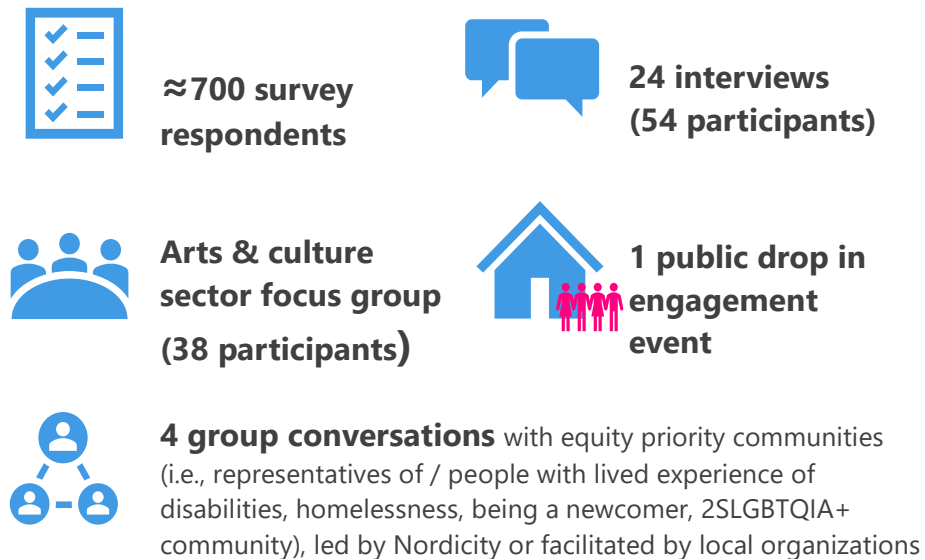 ≈700 survey
respondents
24 interviews
(54 participants)
Arts & culture
sector focus group
(38 participants)
1 public drop in
engagement
event
4 group conversations with equity priority communities
(i.e., representatives of / people with lived experience of
disabilities, homelessness, being a newcomer, 2SLGBTQIA+
community), led by Nordicity or facilitated by local organizations